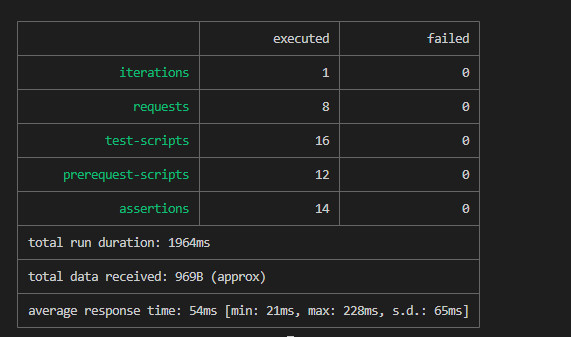 executed failed
iterations 1 0
requests 8 0
test-scripts 16 0
prerequest-scripts 12 0
assertions 14 0
total run duration: 1964ms
total data received: 969B (approx)
average response time: 54ms [min: 21ms, max: 228ms, s.d.: 65ms]